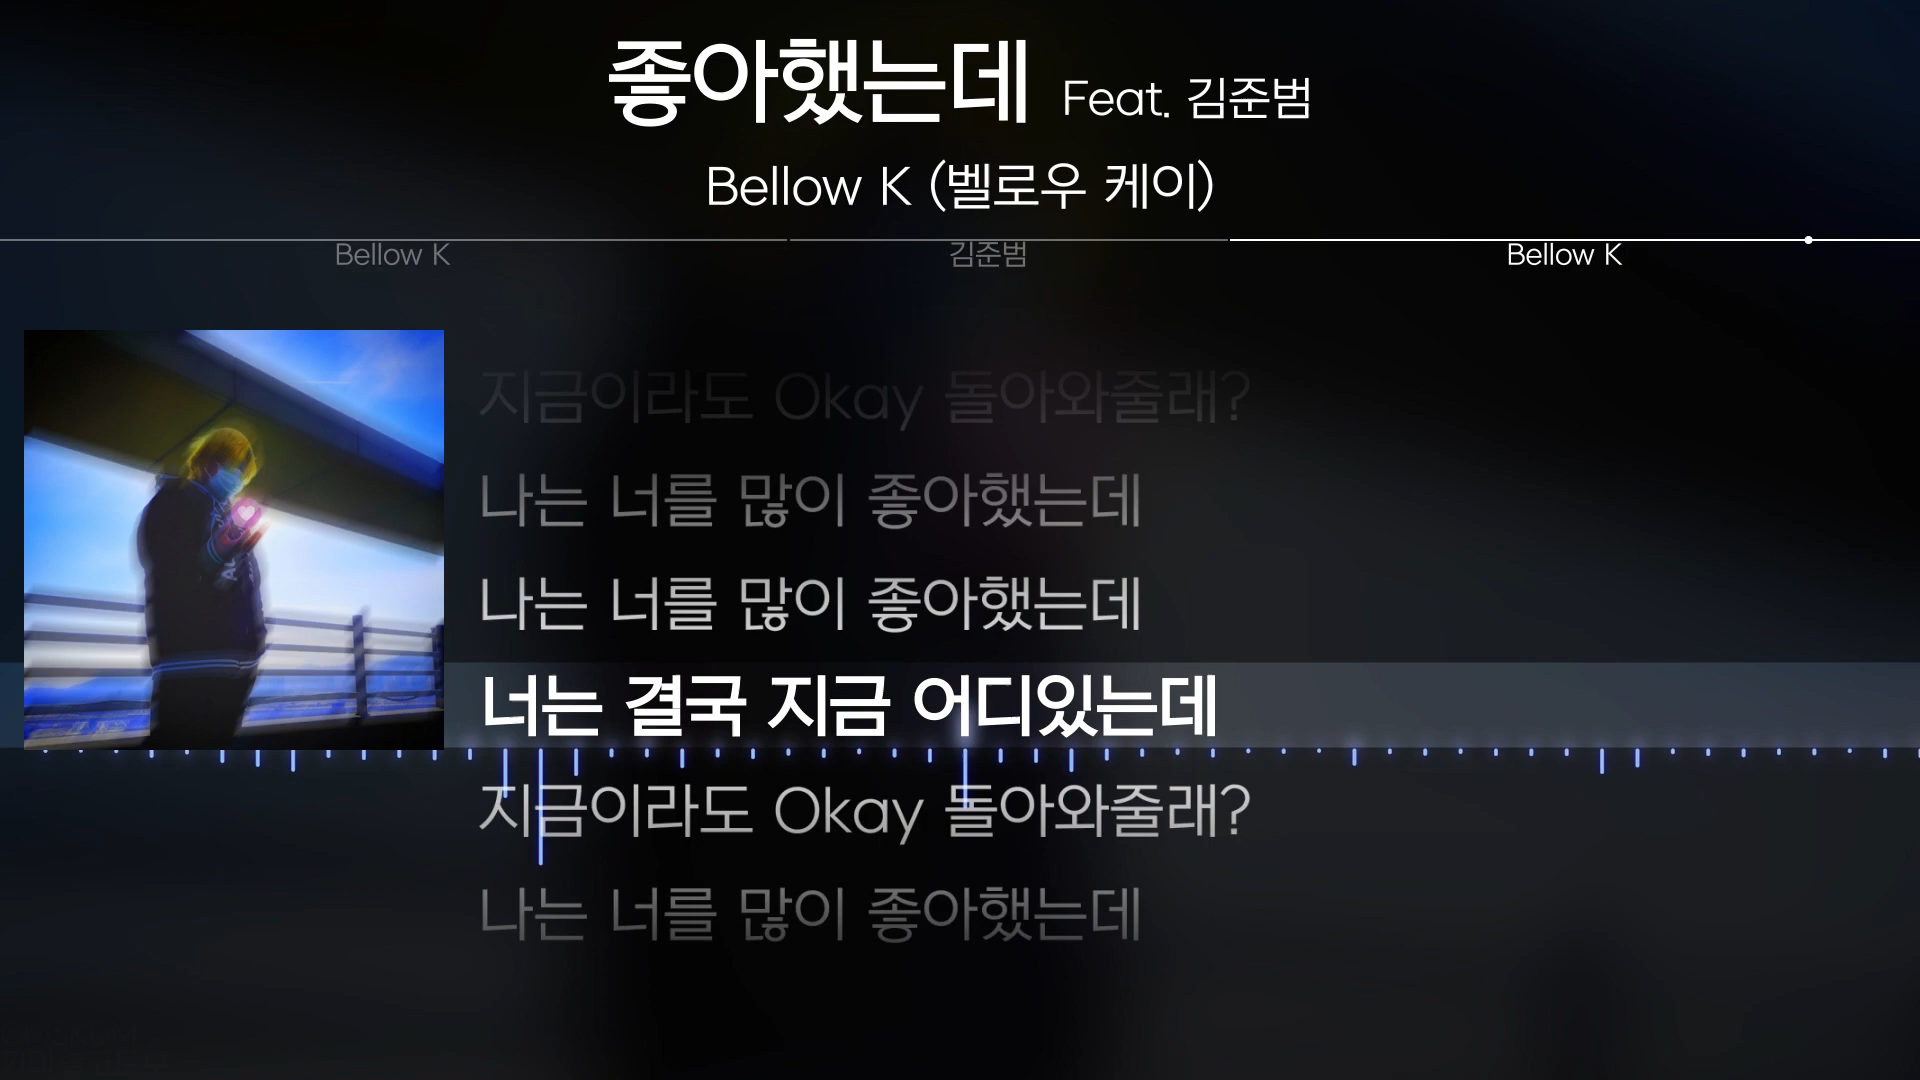 좋아했는데 Feat. 김준범
Bellow K (벨로우 케이)
Bellow K 김준범 Bellow K
지금이라도 Okay 돌아와줄래?
나는 너를 많이 좋아했는데
나는 너를 많이 좋아했는데
너는 결국 지금 어디있는데
지금이라도 Okay 돌아와줄래?
나는 너를 많이 좋아했는데